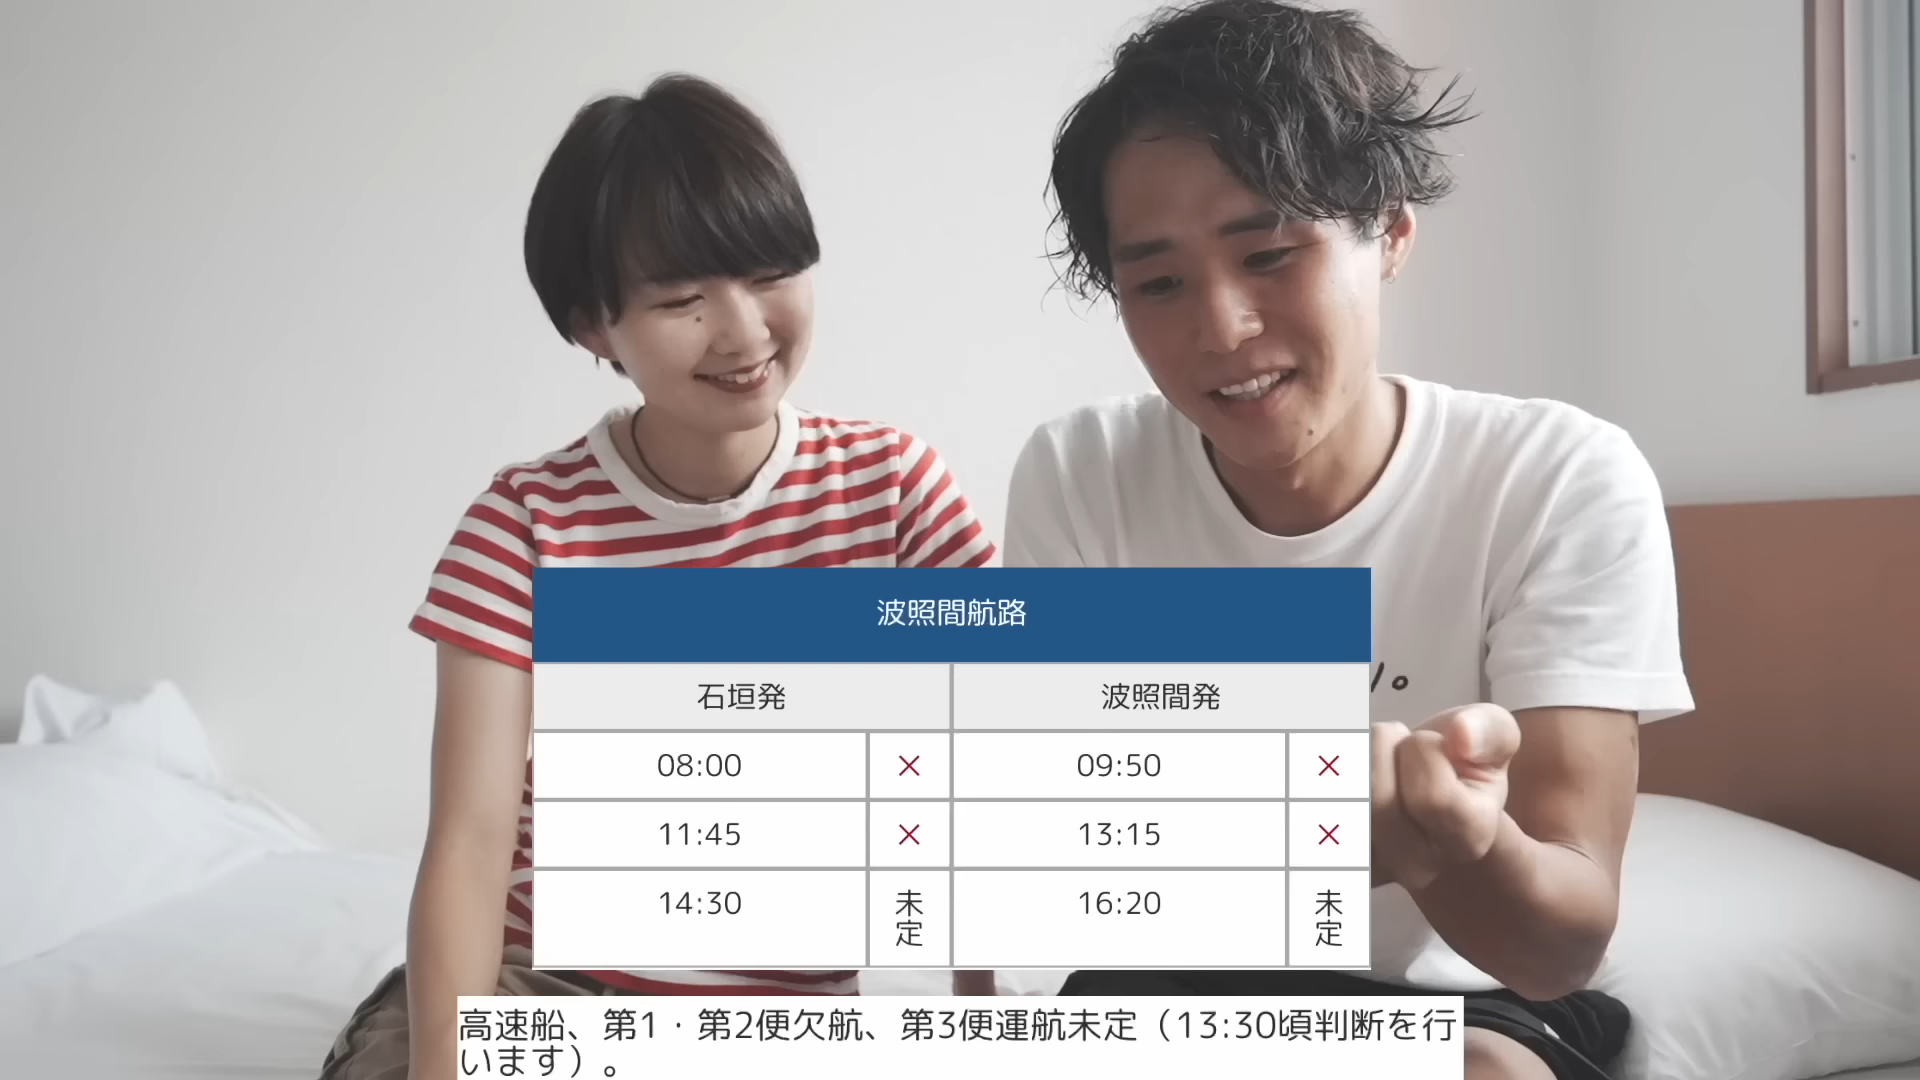 波照間航路
石垣発 波照間発
08:00 × 09:50 ×
11:45 × 13:15 ×
14:30 未定 16:20 未定
高速船、第1・第2便欠航、第3便運航未定（13:30頃判断を行
います）。